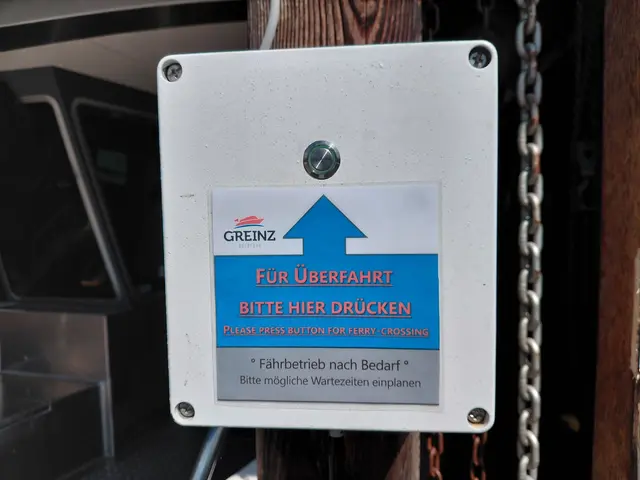 GREINZ
FÜR ÜBERFAHRT
BITTE HIER DRÜCKEN
PLEASE PRESS BUTTON FOR FERRY-CROSSING
° Fährbetrieb nach Bedarf °
Bitte mögliche Wartezeiten einplanen